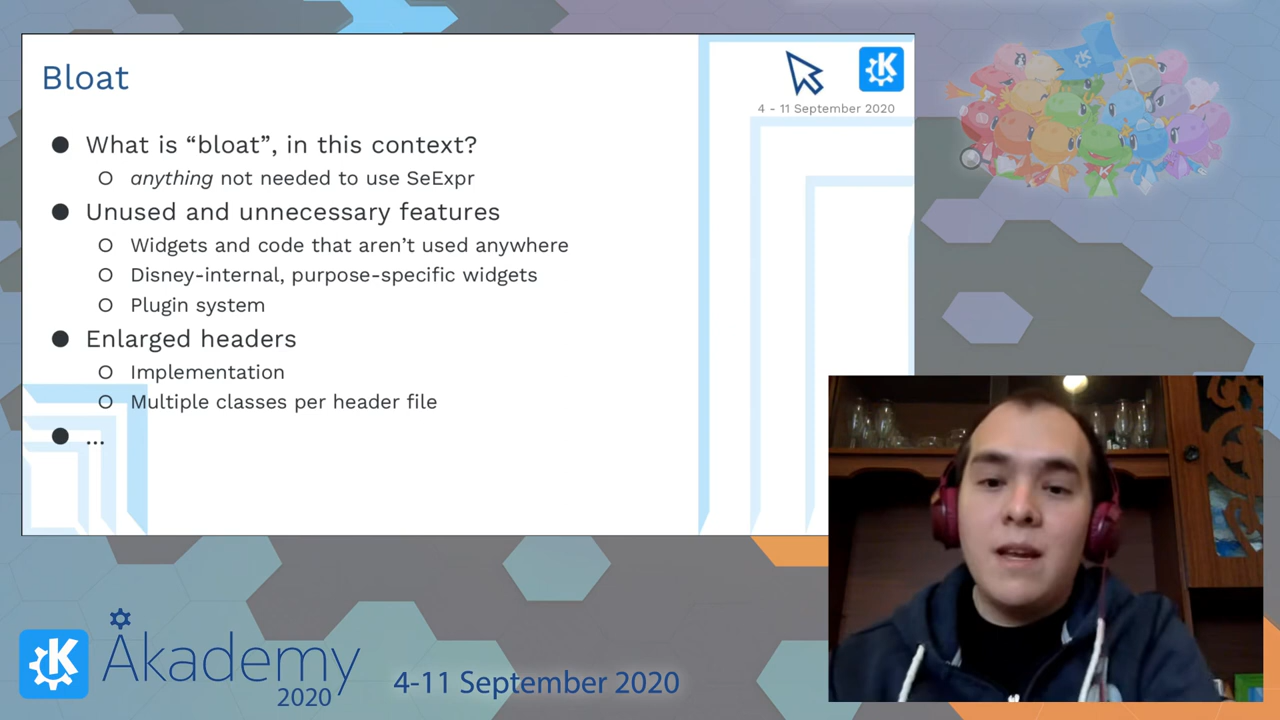 Bloat
4 - 11 September 2020
● What is “bloat”, in this context?
○ anything not needed to use SeExpr
● Unused and unnecessary features
○ Widgets and code that aren’t used anywhere
○ Disney-internal, purpose-specific widgets
○ Plugin system
● Enlarged headers
○ Implementation
○ Multiple classes per header file
● ...
Akademy
2020
4-11 September 2020